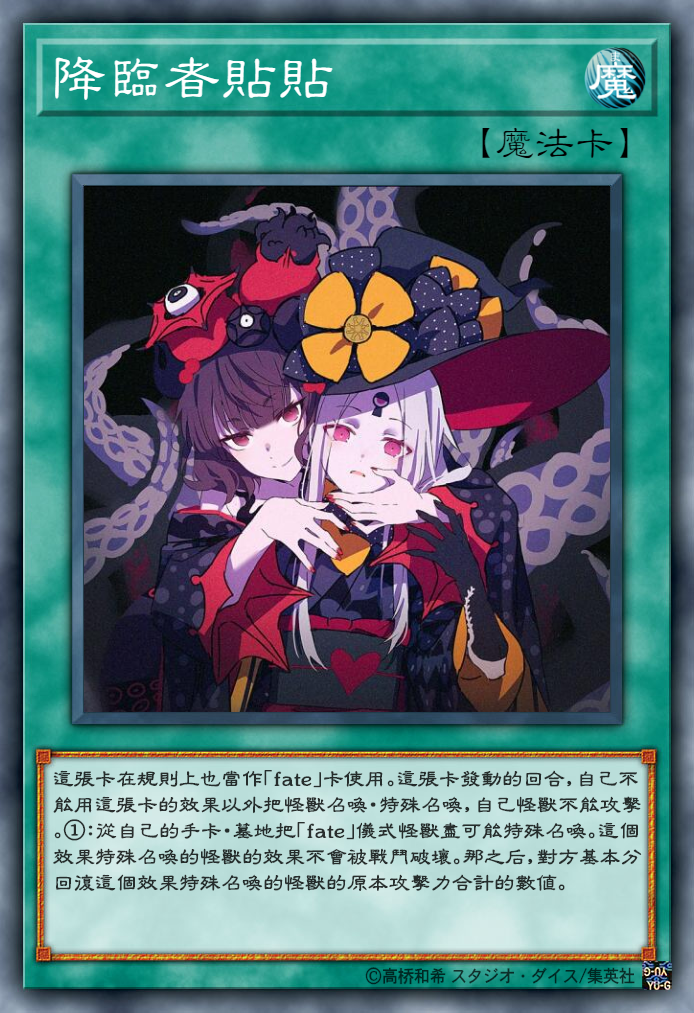 降臨者貼貼
魔
【魔法卡】
這張卡在規則上也當作「fate」卡使用。這張卡發動的回合,自己不
能用這張卡的效果以外把怪獸召喚·特殊召喚,自己怪獸不能攻擊
。①:從自己的手卡·墓地把「fate」儀式怪獸盡可能特殊召喚。這個
效果特殊召喚的怪獸的效果不會被戰鬥破壞。那之后,對方基本分
回復這個效果特殊召喚的怪獸的原本攻擊力合計的數值。
©高桥和希 スタジオ・ダイス/集英社